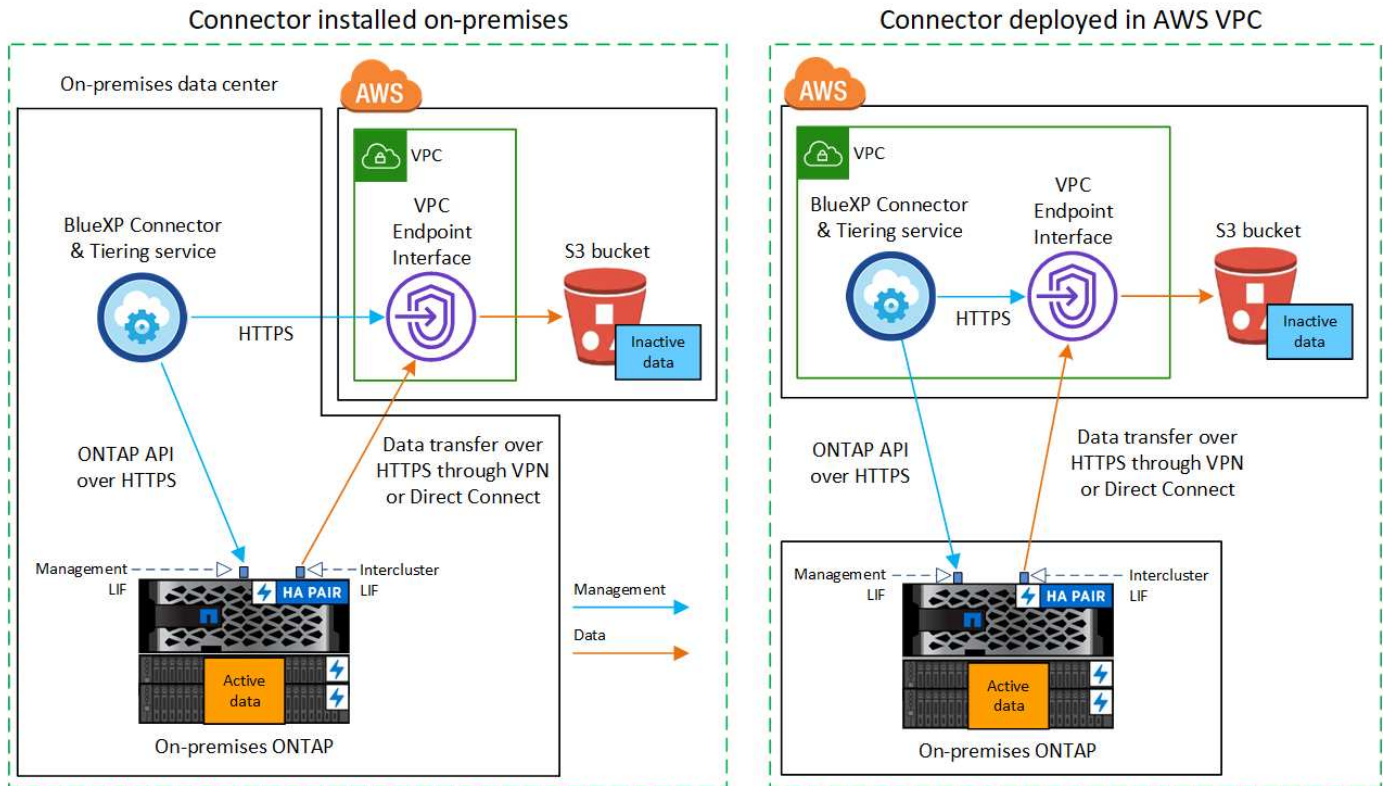 Connector installed on-premises
On-premises data center
AWS
VPC
BlueXP Connector
& Tiering service
VPC
Endpoint
Interface
S3 bucket
HTTPS
Inactive
data
ONTAP API
over HTTPS
Data transfer over
HTTPS through VPN
or Direct Connect
Management
LIF
Intercluster
LIF
HA PAIR
Management
Data
Active
data
On-premises ONTAP
Connector deployed in AWS VPC
AWS
VPC
BlueXP Connector
& Tiering service
VPC
Endpoint
Interface
S3 bucket
HTTPS
Inactive
data
ONTAP API
over HTTPS
Data transfer over
HTTPS through VPN
or Direct Connect
Management
LIF
Intercluster
LIF
HA PAIR
Active
data
On-premises ONTAP